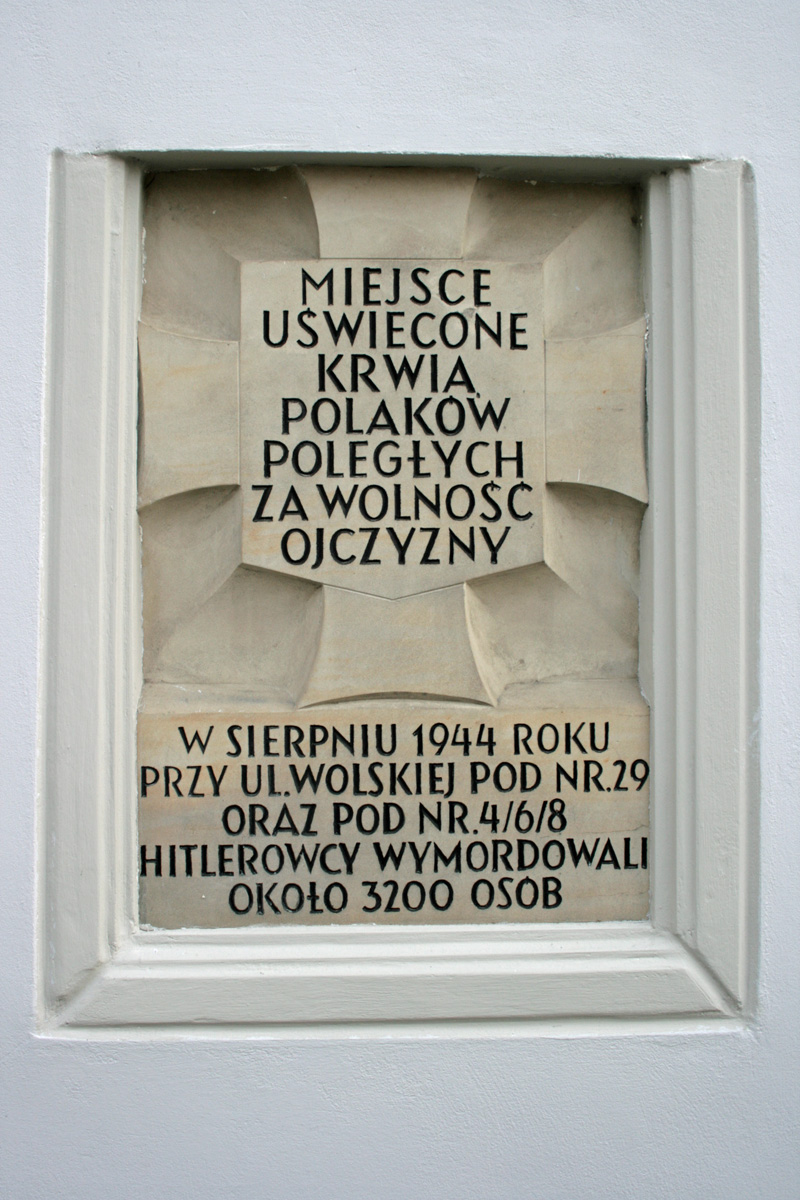 MIEJSCE
UŚWIECONE
KRWIĄ
POLAKÓW
POLEGŁYCH
ZA WOLNOŚĆ
OJCZYZNY
W SIERPNIU 1944 ROKU
PRZY UL.WOLSKIEJ POD NR.29
ORAZ POD NR.4/6/8
HITLEROWCY WYMORDOWALI
OKOŁO 3200 OSÓB